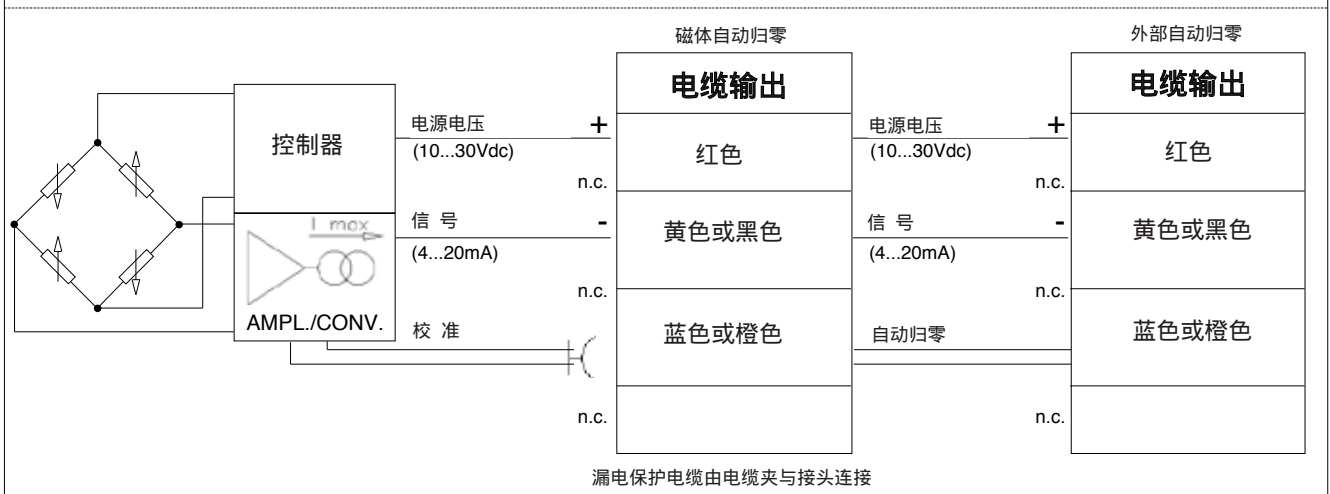 磁体自动归零
外部自动归零
电缆输出
电缆输出
控制器
电源电压
+
(10...30Vdc)
红色
电源电压
+
(10...30Vdc)
红色
n.c.
n.c.
I max
信 号
-
(4...20mA)
黄色或黑色
信 号
-
(4...20mA)
黄色或黑色
n.c.
n.c.
AMPL./CONV.
校 准
蓝色或橙色
自动归零
蓝色或橙色
n.c.
n.c.
漏电保护电缆由电缆夹与接头连接